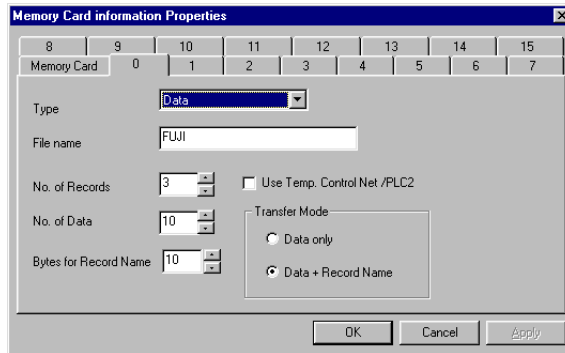 Memory Card information Properties
8 9 10 11 12 13 14 15
Memory Card 0 1 2 3 4 5 6 7
Type Data
File name FUJI
No. of Records 3 Use Temp. Control Net /PLC2
No. of Data 10 Transfer Mode
Data only
Bytes for Record Name 10
Data + Record Name
OK Cancel Apply